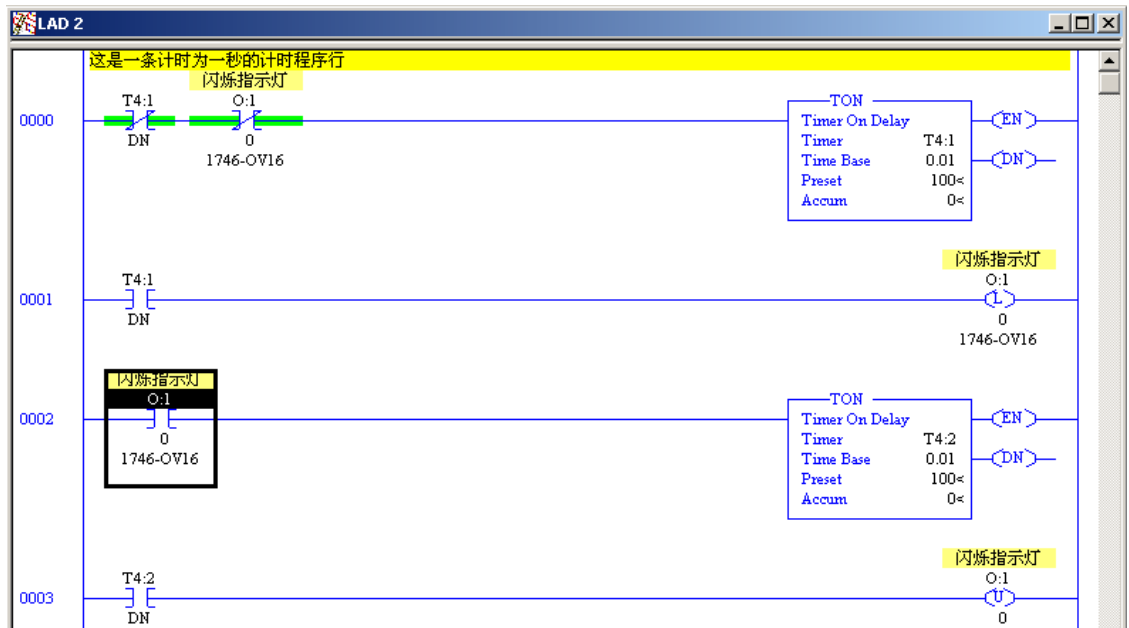 LAD 2
这是一条计时为一秒的计时程序行
闪烁指示灯
T4:1 O:1
0000
DN 0
1746-OV16
TON
Timer On Delay
Timer T4:1
Time Base 0.01
Preset 100<
Accum 0<
EN
DN
闪烁指示灯
T4:1 O:1
0001 L
DN 0
1746-OV16
闪烁指示灯
O:1
0002
0
1746-OV16
TON
Timer On Delay
Timer T4:2
Time Base 0.01
Preset 100<
Accum 0<
EN
DN
闪烁指示灯
T4:2 O:1
0003 U
DN 0